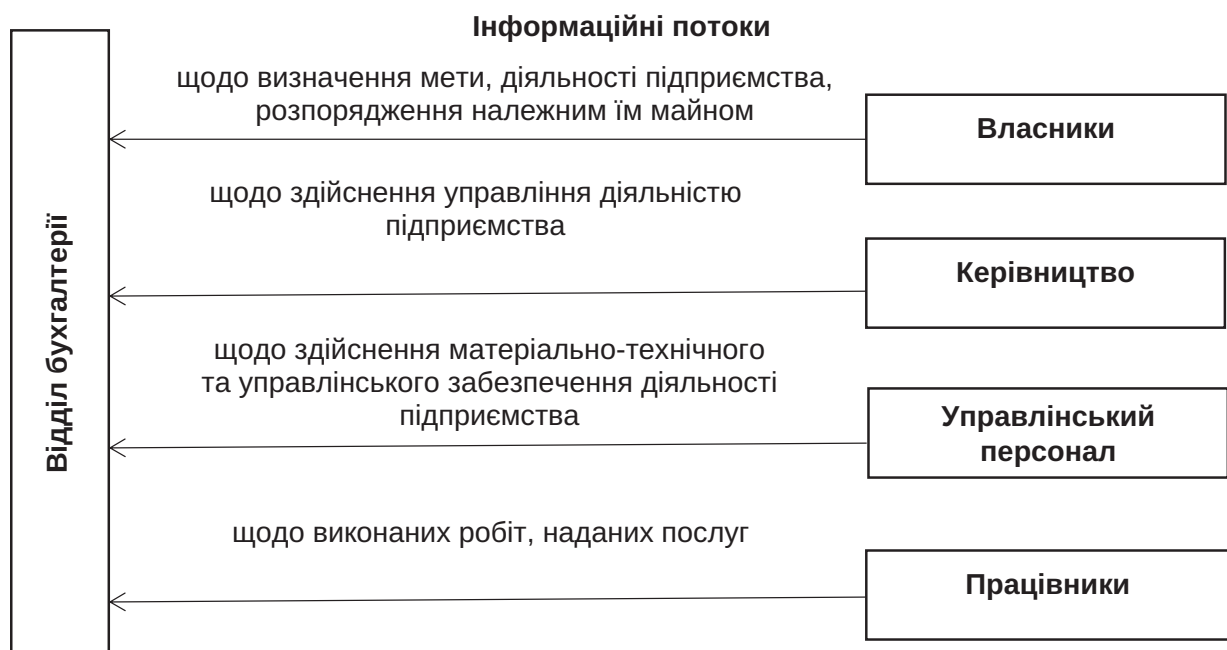 Інформаційні потоки
щодо визначення мети, діяльності підприємства,
розпорядження належним їм майном
Власники
щодо здійснення управління діяльністю
підприємства
Керівництво
Відділ бухгалтерії
щодо здійснення матеріально-технічного
та управлінського забезпечення діяльності
підприємства
Управлінський
персонал
щодо виконаних робіт, наданих послуг
Працівники